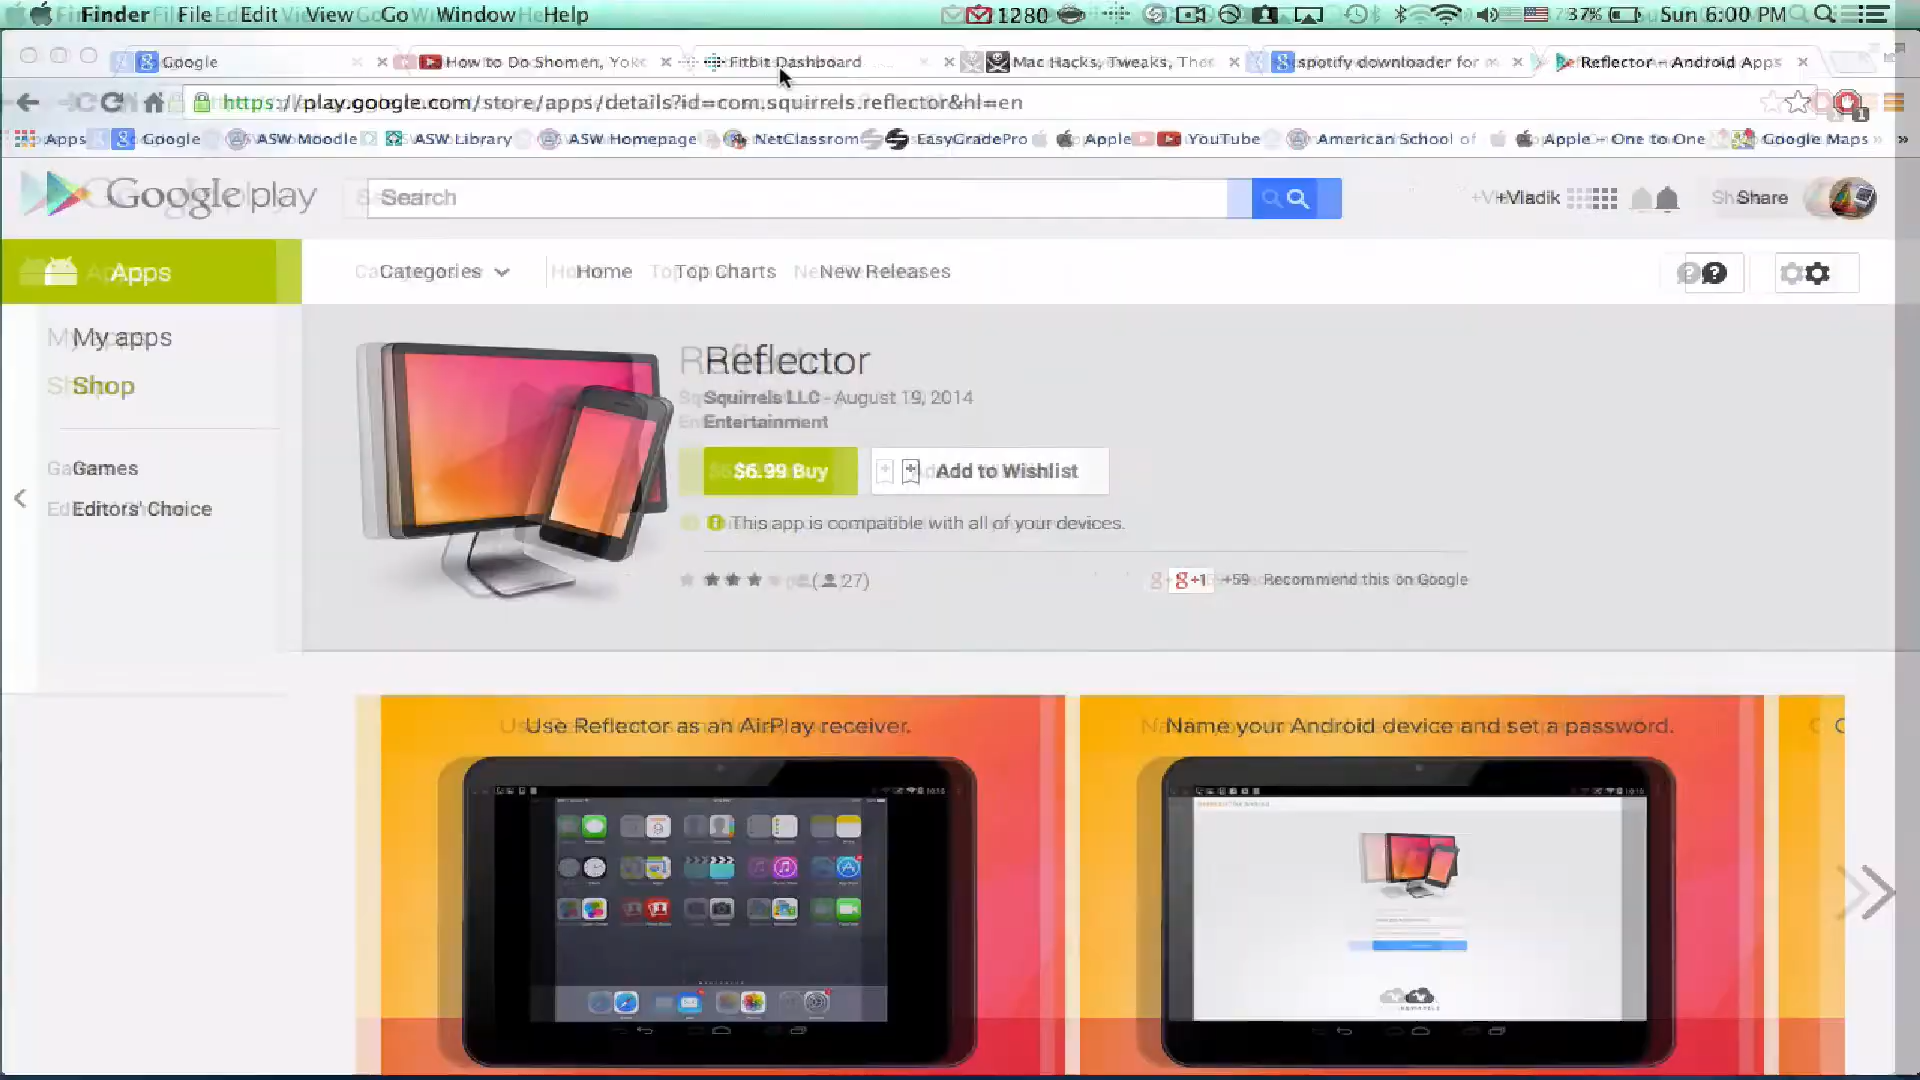 Finder File Edit View Go Window Help 1280 37% Sun 6:00 PM
Google How to Do Shomen, Yok Fitbit Dashboard Mac Hacks, Tweaks, Ther spotify downloader for m Reflector – Android Apps
https://play.google.com/store/apps/details?id=com.squirrels.reflector&hl=en
Apps Google ASW Moodle ASW Library ASW Homepage NetClassroom EasyGradePro Apple YouTube American School of Apple – One to One Google Maps »
Google play Search +Vladik Share
Apps Categories Home Top Charts New Releases
My apps
Shop
Games
Editors' Choice
Reflector
Squirrels LLC - August 19, 2014
Entertainment
$6.99 Buy Add to Wishlist
This app is compatible with all of your devices.
(27) g+1 +59 Recommend this on Google
Use Reflector as an AirPlay receiver. Name your Android device and set a password.